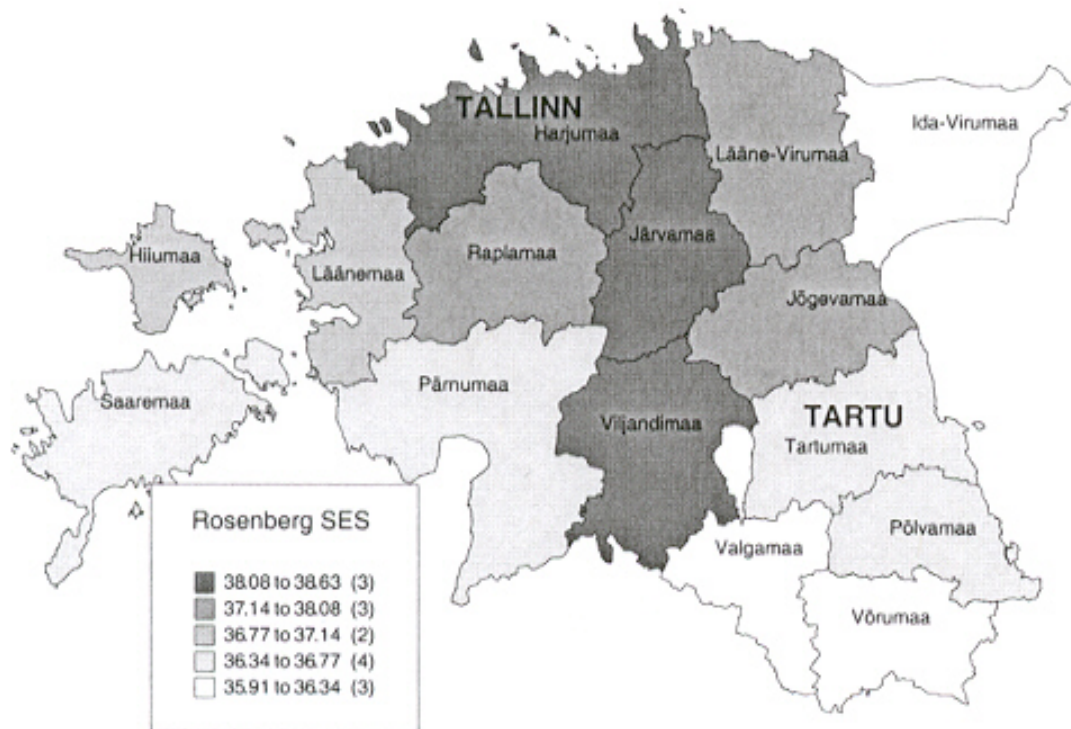 TALLINN
Harjumaa
Ida-Virumaa
Lääne-Virumaa
Järvamaa
Raplamaa
Hiiumaa
Läänemaa
Jõgevamaa
Pärnumaa
Saaremaa
Viljandimaa
TARTU
Tartumaa
Põlvamaa
Valgamaa
Võrumaa
Rosenberg SES
38.08 to 38.63 (3)
37.14 to 38.08 (3)
36.77 to 37.14 (2)
36.34 to 36.77 (4)
35.91 to 36.34 (3)